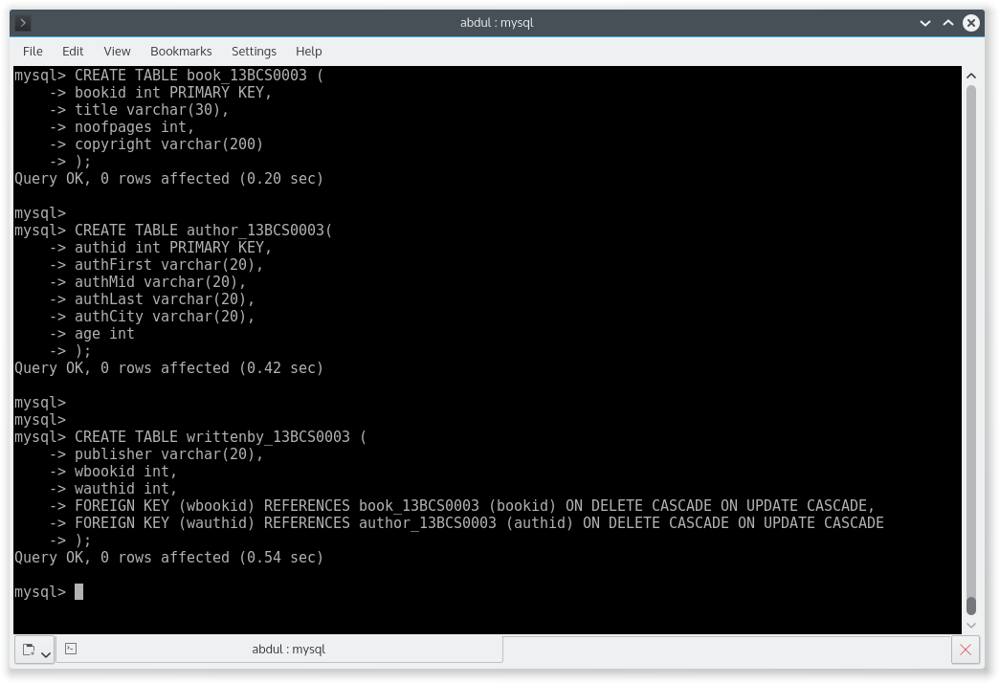 abdul : mysql
File Edit View Bookmarks Settings Help
mysql> CREATE TABLE book_13BCS0003 (
    -> bookid int PRIMARY KEY,
    -> title varchar(30),
    -> noofpages int,
    -> copyright varchar(200)
    -> );
Query OK, 0 rows affected (0.20 sec)

mysql>
mysql> CREATE TABLE author_13BCS0003(
    -> authid int PRIMARY KEY,
    -> authFirst varchar(20),
    -> authMid varchar(20),
    -> authLast varchar(20),
    -> authCity varchar(20),
    -> age int
    -> );
Query OK, 0 rows affected (0.42 sec)

mysql>
mysql>
mysql> CREATE TABLE writtenby_13BCS0003 (
    -> publisher varchar(20),
    -> wbookid int,
    -> wauthid int,
    -> FOREIGN KEY (wbookid) REFERENCES book_13BCS0003 (bookid) ON DELETE CASCADE ON UPDATE CASCADE,
    -> FOREIGN KEY (wauthid) REFERENCES author_13BCS0003 (authid) ON DELETE CASCADE ON UPDATE CASCADE
    -> );
Query OK, 0 rows affected (0.54 sec)

mysql>
abdul : mysql